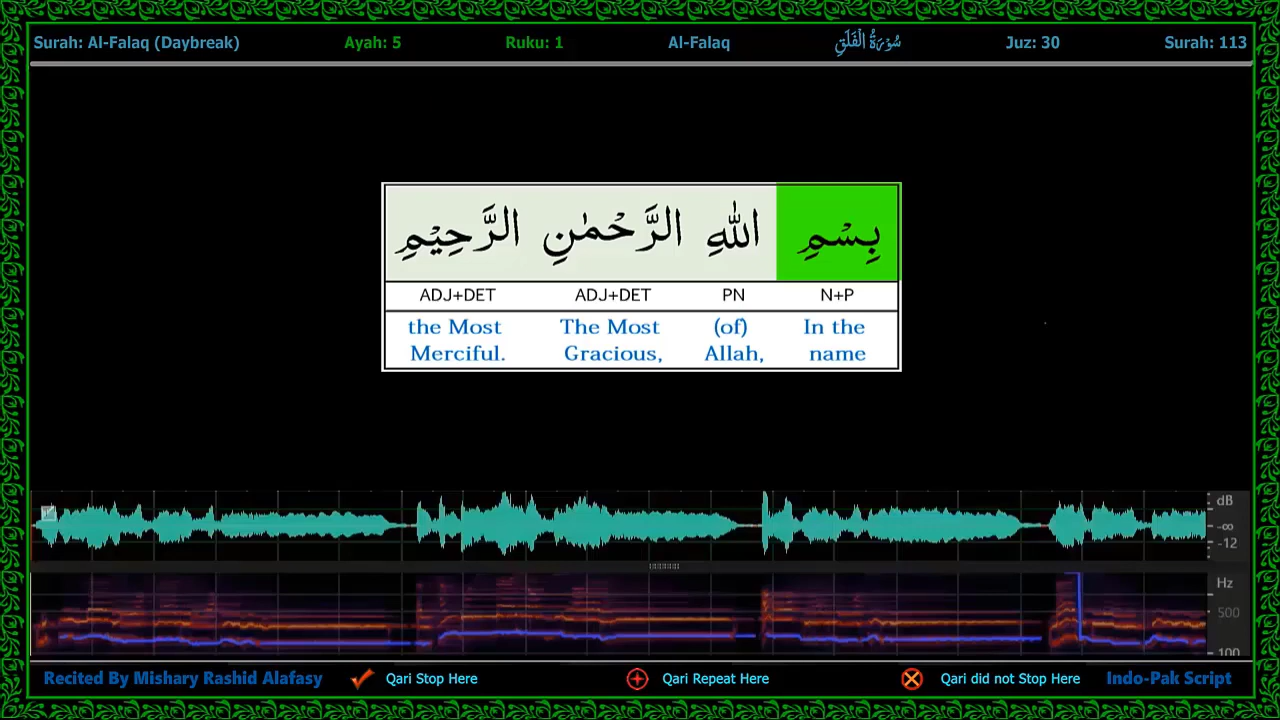 Surah: Al-Falaq (Daybreak) Ayah: 5 Ruku: 1 Al-Falaq سُوْرَةُ الْفَلَقِ Juz: 30 Surah: 113
بِسْمِ اللّٰهِ الرَّحْمٰنِ الرَّحِيْمِ
ADJ+DET ADJ+DET PN N+P
the Most The Most (of) In the
Merciful. Gracious, Allah, name
dB
-∞
-12
Hz
500
100
Recited By Mishary Rashid Alafasy Qari Stop Here Qari Repeat Here Qari did not Stop Here Indo-Pak Script